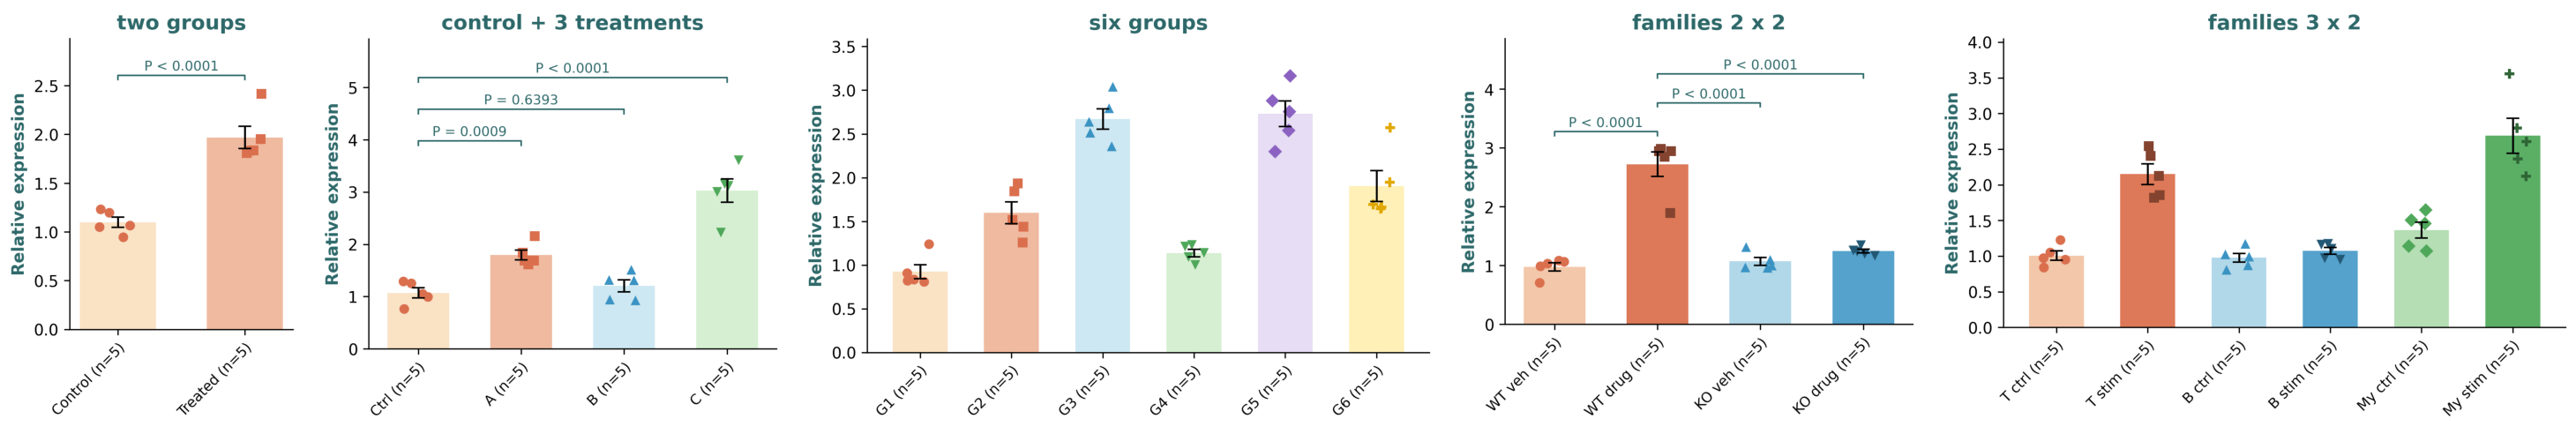 two groups
Relative expression
2.5
2.0
1.5
1.0
0.5
0.0
P < 0.0001
Control (n=5)
Treated (n=5)
control + 3 treatments
Relative expression
5
4
3
2
1
0
P < 0.0001
P = 0.6393
P = 0.0009
Ctrl (n=5)
A (n=5)
B (n=5)
C (n=5)
six groups
Relative expression
3.5
3.0
2.5
2.0
1.5
1.0
0.5
0.0
G1 (n=5)
G2 (n=5)
G3 (n=5)
G4 (n=5)
G5 (n=5)
G6 (n=5)
families 2 x 2
Relative expression
4
3
2
1
0
P < 0.0001
P < 0.0001
P < 0.0001
WT veh (n=5)
WT drug (n=5)
KO veh (n=5)
KO drug (n=5)
families 3 x 2
Relative expression
4.0
3.5
3.0
2.5
2.0
1.5
1.0
0.5
0.0
T ctrl (n=5)
T stim (n=5)
B ctrl (n=5)
B stim (n=5)
My ctrl (n=5)
My stim (n=5)